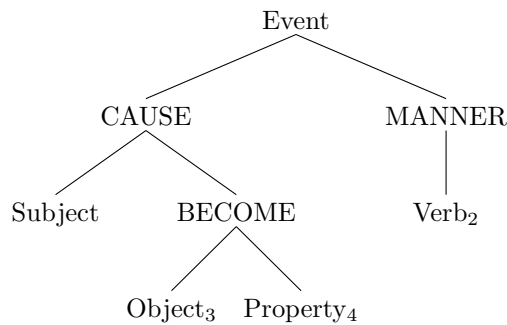 Event
CAUSE MANNER
Subject BECOME Verb₂
Object₃ Property₄